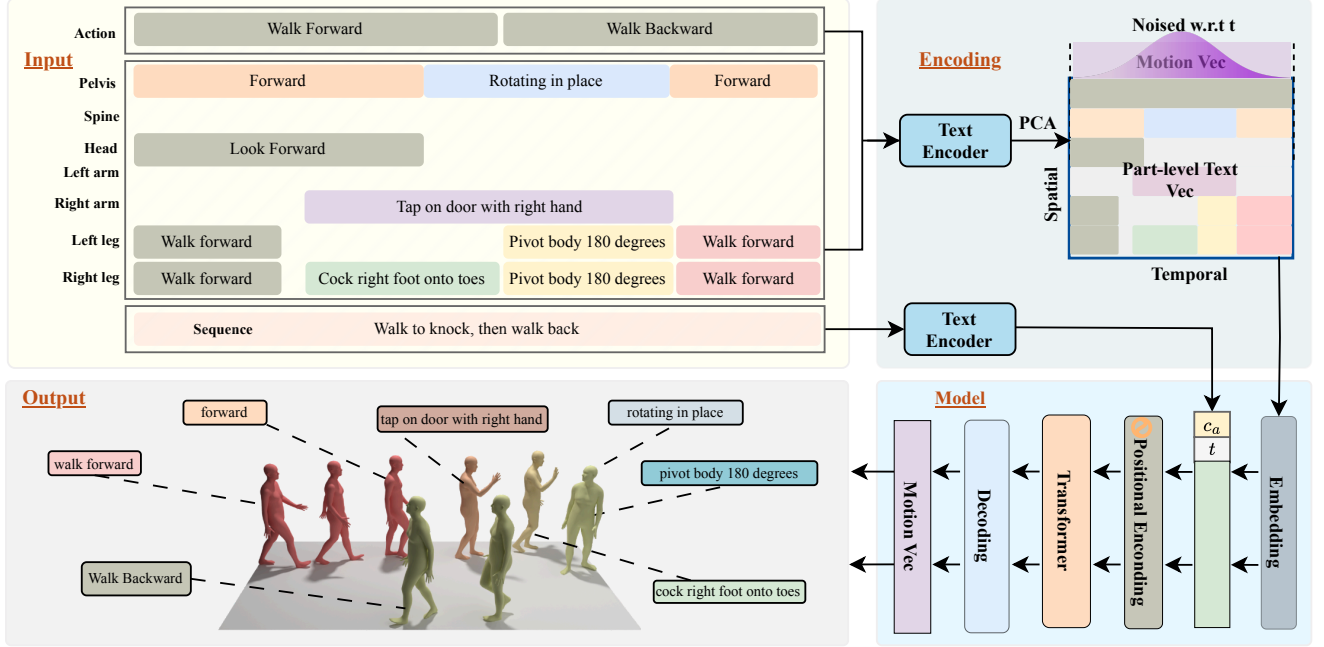 Input
Action
Walk Forward
Walk Backward
Pelvis
Forward
Rotating in place
Forward
Spine
Head
Look Forward
Left arm
Right arm
Tap on door with right hand
Left leg
Walk forward
Pivot body 180 degrees
Walk forward
Right leg
Walk forward
Cock right foot onto toes
Pivot body 180 degrees
Walk forward
Sequence
Walk to knock, then walk back
Encoding
Noised w.r.t t
Motion Vec
Text
Encoder
PCA
Spatial
Part-level Text
Vec
Temporal
Text
Encoder
Output
forward
tap on door with right hand
rotating in place
walk forward
pivot body 180 degrees
Walk Backward
cock right foot onto toes
Model
Motion Vec
Decoding
Transformer
Positional Enconding
c_a
t
Embedding